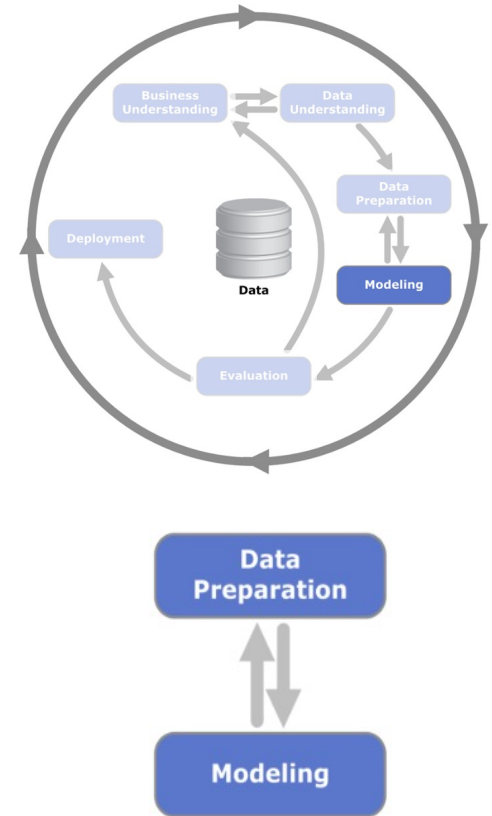 Business
Understanding
Data
Understanding
Data
Preparation
Deployment
Data
Modeling
Evaluation
Data
Preparation
Modeling